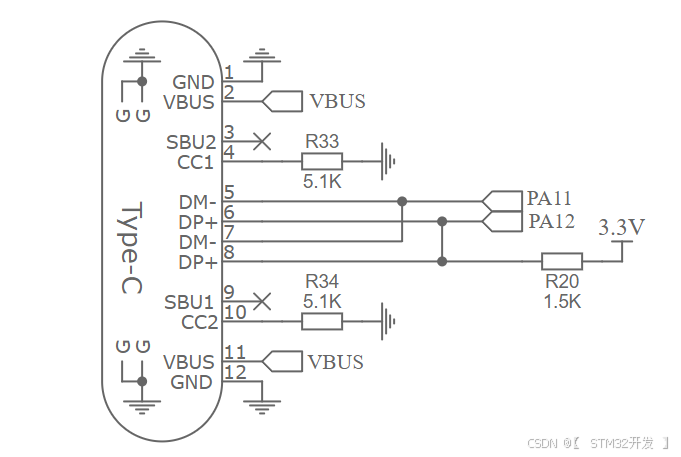 GND 1
VBUS 2 VBUS
G G
SBU2 3 R33
CC1 4
5.1K
DM- 5 PA11
DP+ 6 PA12
DM- 7 3.3V
DP+ 8
Type-C
R20
1.5K
R34
5.1K
SBU1 9
CC2 10
G G
VBUS 11 VBUS
GND 12
CSDN @【 STM32开发 】